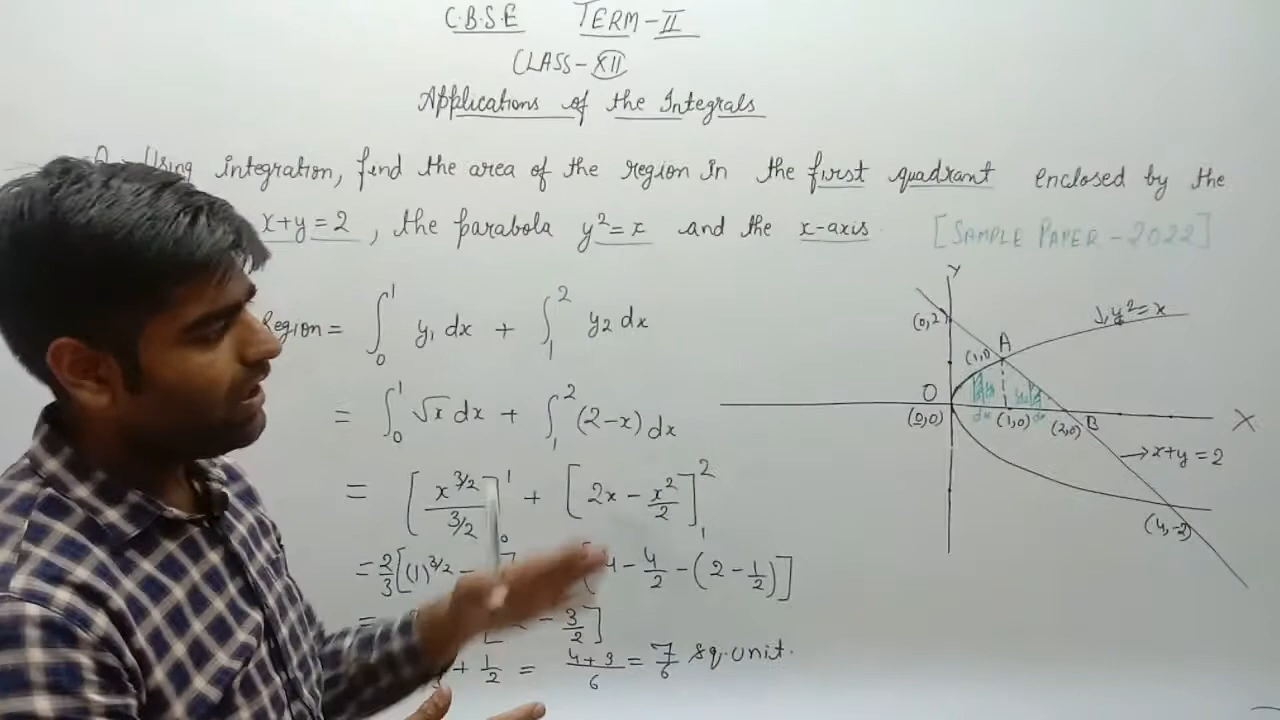 C.B.S.E TERM-II
CLASS-XII
Applications of the Integrals
Using integration, find the area of the region in the first quadrant enclosed by the
x+y=2, the parabola y²=x and the x-axis [SAMPLE PAPER-2022]
Region = ∫₀¹ y₁ dx + ∫₁² y₂ dx
= ∫₀¹ √x dx + ∫₁² (2-x) dx
= [x^3/2 / 3/2]₀¹ + [2x - x²/2]₁²
= 2/3[(1)^3/2 - ] [4 - 4/2 - (2 - 1/2)]
= - 3/2]
+ 1/2 = 4+3/6 = 7/6 sq.unit.
Y
↓y²=x
(0,2)
A
(1,1)
O
dx
dx
(0,0)
(1,0)
(2,0)
B
X
→x+y=2
(4,-2)